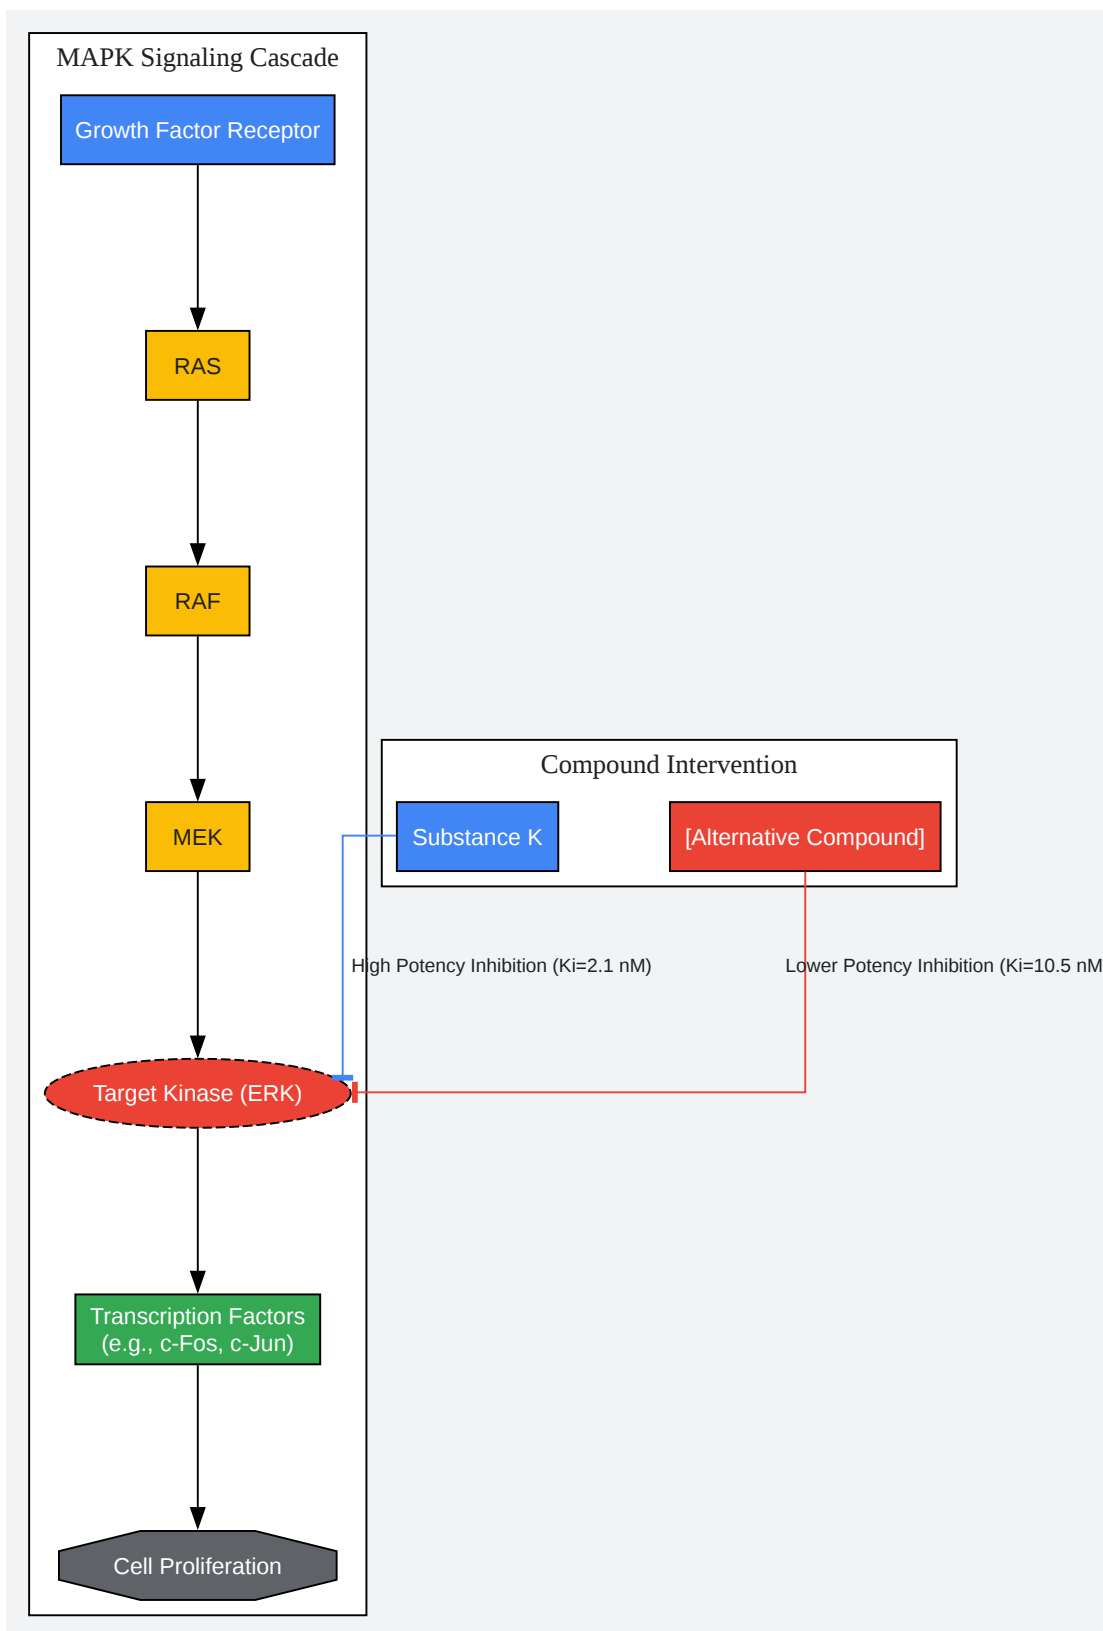 MAPK Signaling Cascade
Growth Factor Receptor
RAS
RAF
MEK
Compound Intervention
Substance K
[Alternative Compound]
High Potency Inhibition (Ki=2.1 nM)
Lower Potency Inhibition (Ki=10.5 nM
Target Kinase (ERK)
Transcription Factors
(e.g., c-Fos, c-Jun)
Cell Proliferation